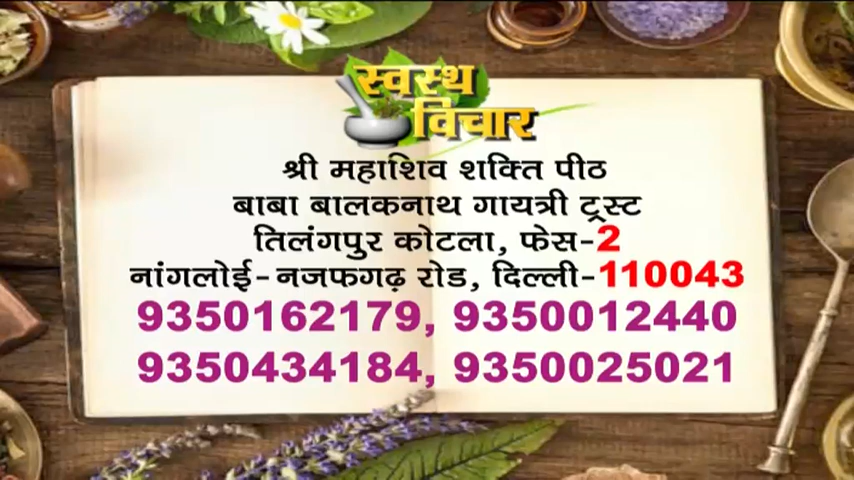 स्वस्थ
विचार
श्री महाशिव शक्ति पीठ
बाबा बालकनाथ गायत्री ट्रस्ट
तिलंगपुर कोटला, फेस-2
नांगलोई-नजफगढ़ रोड, दिल्ली-110043
9350162179, 9350012440
9350434184, 9350025021